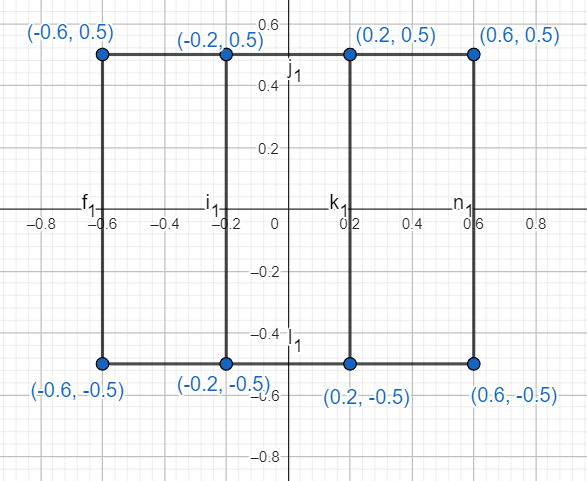 0.6
(-0.6, 0.5) (-0.2, 0.5) (0.2, 0.5) (0.6, 0.5)
j1
0.4
0.2
f1 i1 k1 n1
–0.8 –0.6 –0.4 –0.2 0 0.2 0.4 0.6 0.8
–0.2
–0.4 l1
(-0.6, -0.5) (-0.2, -0.5) (0.2, -0.5) (0.6, -0.5)
–0.6
–0.8